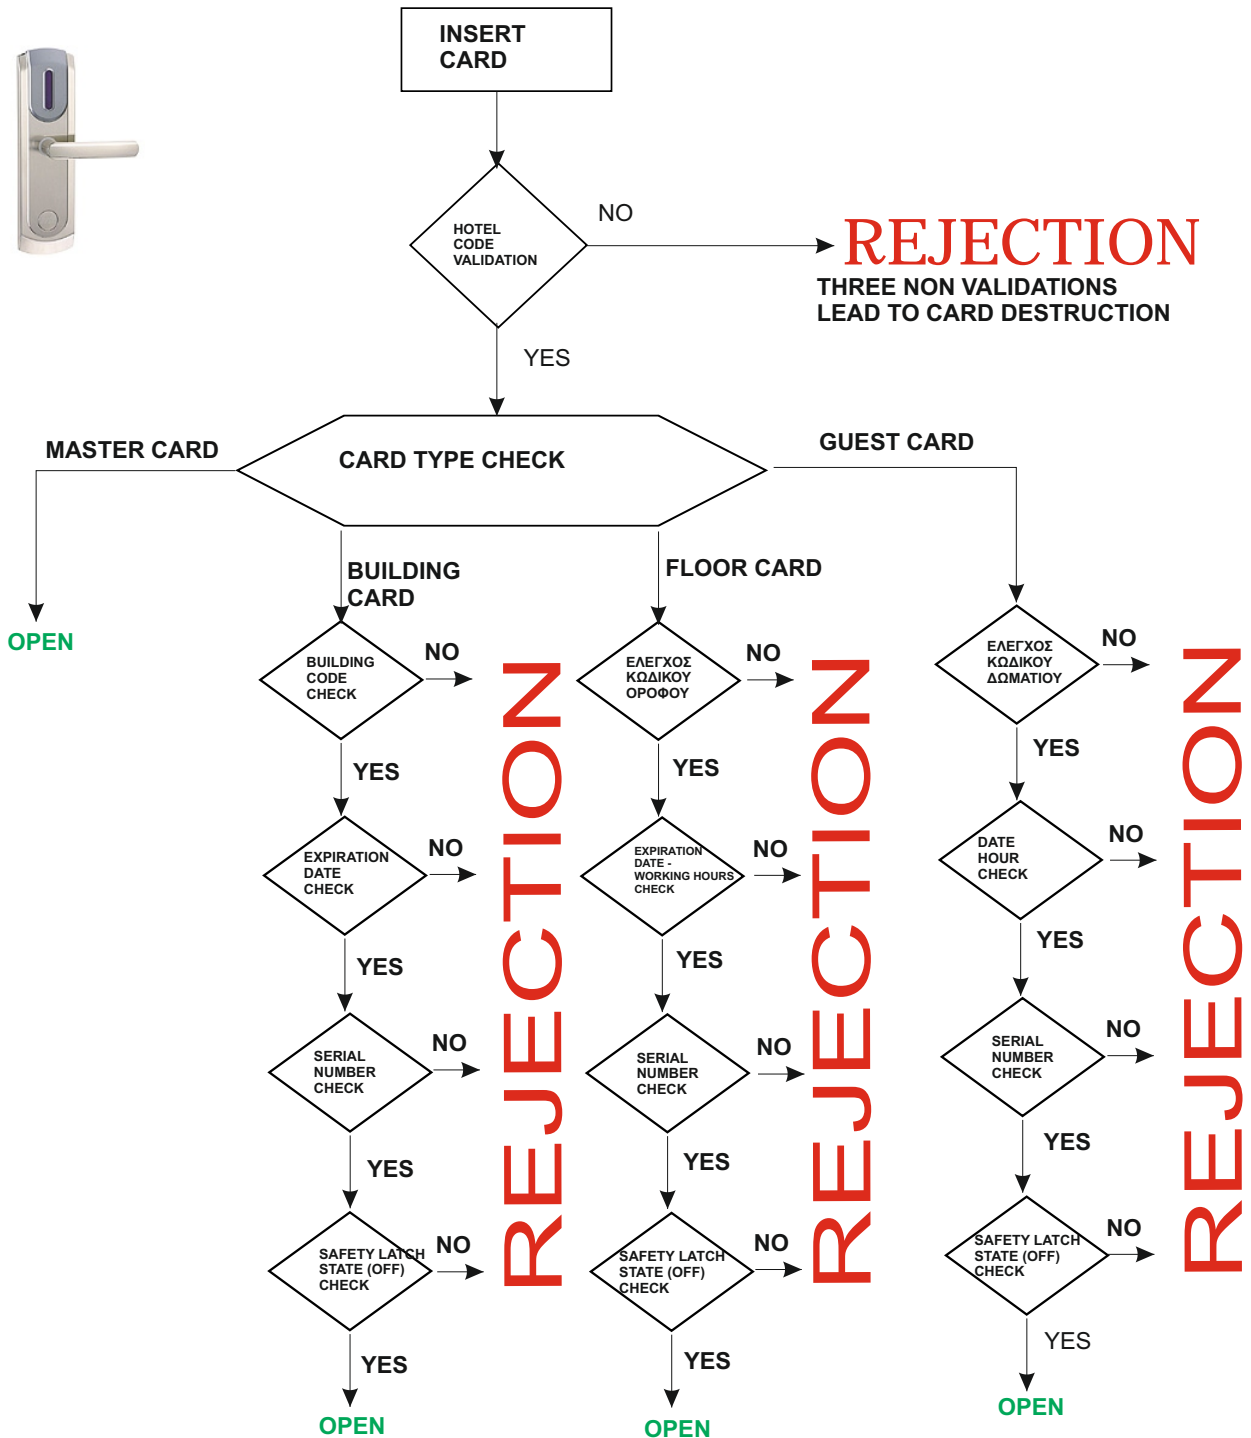 INSERT
CARD
HOTEL
CODE
VALIDATION
NO
REJECTION
THREE NON VALIDATIONS
LEAD TO CARD DESTRUCTION
YES
MASTER CARD
CARD TYPE CHECK
GUEST CARD
OPEN
BUILDING
CARD
BUILDING
CODE
CHECK
NO
YES
EXPIRATION
DATE
CHECK
NO
YES
SERIAL
NUMBER
CHECK
NO
YES
SAFETY LATCH
STATE (OFF)
CHECK
NO
YES
OPEN
REJECTION
FLOOR CARD
ΕΛΕΓΧΟΣ
ΚΩΔΙΚΟΥ
ΟΡΟΦΟΥ
NO
YES
EXPIRATION
DATE -
WORKING HOURS
CHECK
NO
YES
SERIAL
NUMBER
CHECK
NO
YES
SAFETY LATCH
STATE (OFF)
CHECK
NO
YES
OPEN
REJECTION
ΕΛΕΓΧΟΣ
ΚΩΔΙΚΟΥ
ΔΩΜΑΤΙΟΥ
NO
YES
DATE
HOUR
CHECK
NO
YES
SERIAL
NUMBER
CHECK
NO
YES
SAFETY LATCH
STATE (OFF)
CHECK
NO
YES
OPEN
REJECTION